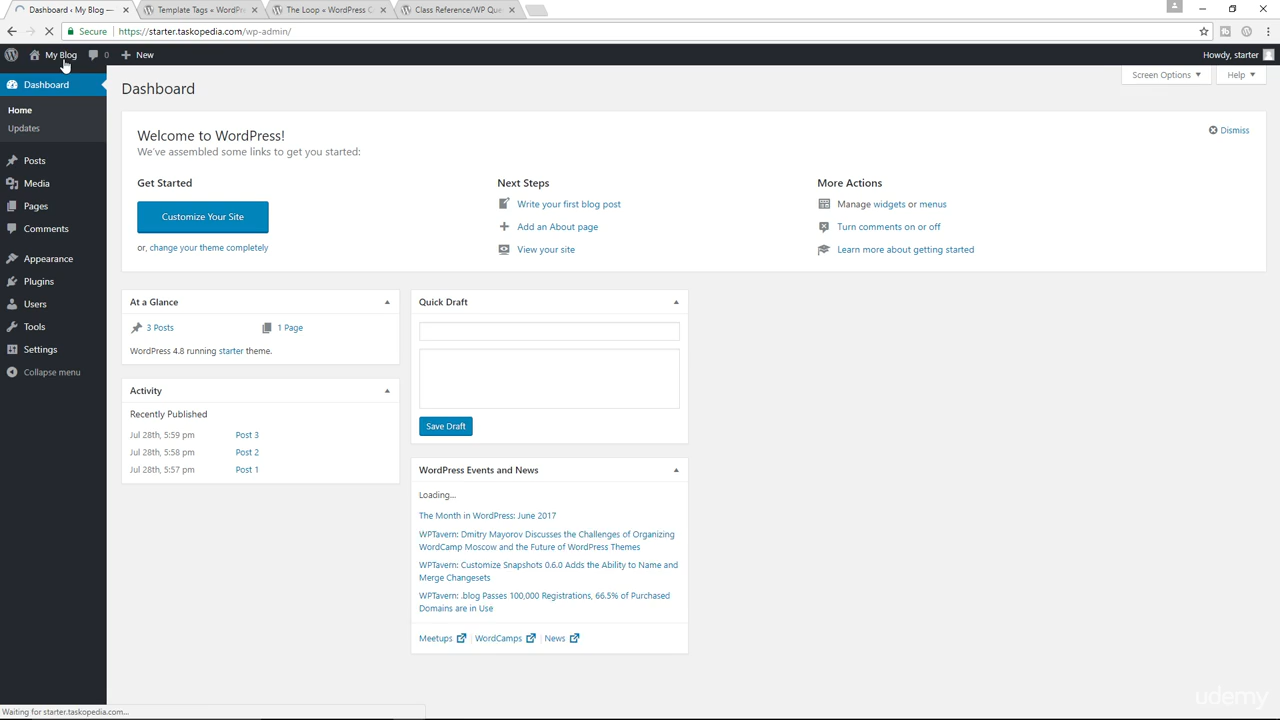 Dashboard ‹ My Blog —
Template Tags « WordPr
The Loop « WordPress C
Class Reference/WP Que
Secure
https://starter.taskopedia.com/wp-admin/
My Blog
0
New
Howdy, starter
Dashboard
Home
Updates
Posts
Media
Pages
Comments
Appearance
Plugins
Users
Tools
Settings
Collapse menu
Screen Options
Help
Dashboard
Welcome to WordPress!
We've assembled some links to get you started:
Dismiss
Get Started
Customize Your Site
or, change your theme completely
Next Steps
Write your first blog post
Add an About page
View your site
More Actions
Manage widgets or menus
Turn comments on or off
Learn more about getting started
At a Glance
3 Posts
1 Page
WordPress 4.8 running starter theme.
Activity
Recently Published
Jul 28th, 5:59 pm Post 3
Jul 28th, 5:58 pm Post 2
Jul 28th, 5:57 pm Post 1
Quick Draft
Save Draft
WordPress Events and News
Loading...
The Month in WordPress: June 2017
WPTavern: Dmitry Mayorov Discusses the Challenges of Organizing
WordCamp Moscow and the Future of WordPress Themes
WPTavern: Customize Snapshots 0.6.0 Adds the Ability to Name and
Merge Changesets
WPTavern: .blog Passes 100,000 Registrations, 66.5% of Purchased
Domains are in Use
Meetups | WordCamps | News
Waiting for starter.taskopedia.com...
udemy